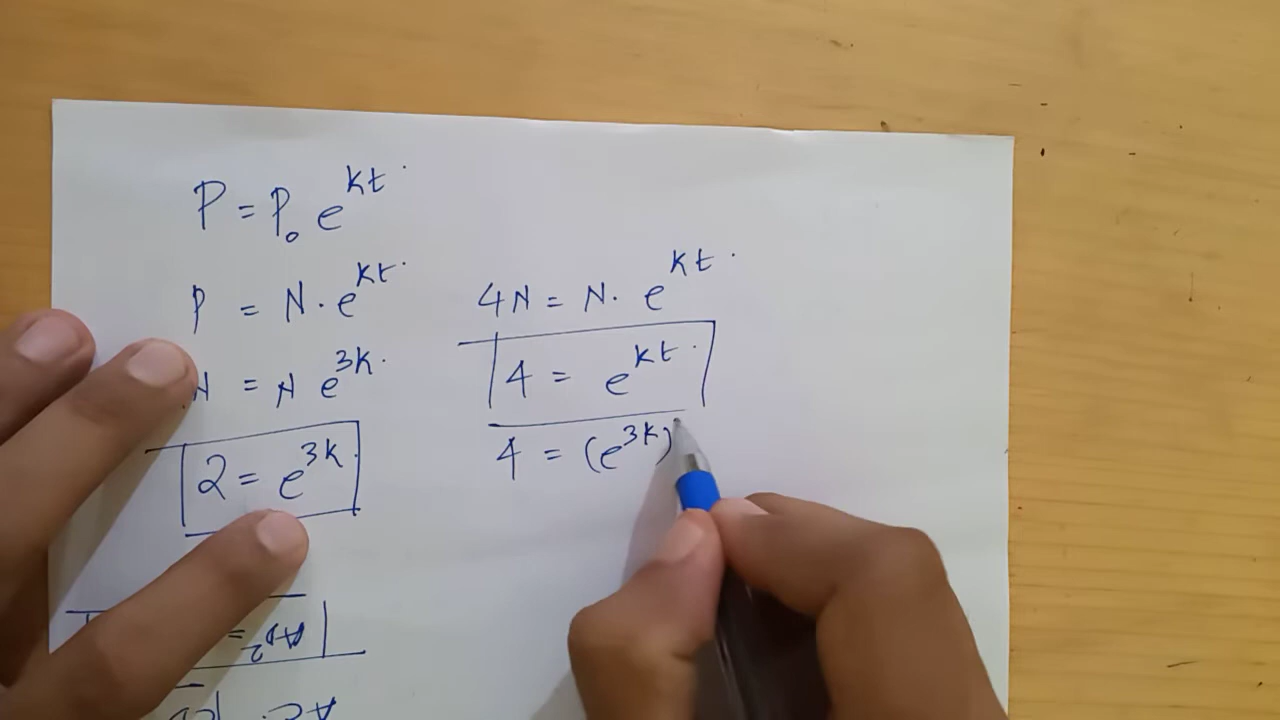 P = P₀ e^kt
P = N · e^kt
N = N e^3k
2 = e^3k
4N = N · e^kt
4 = e^kt
4 = (e^3k)